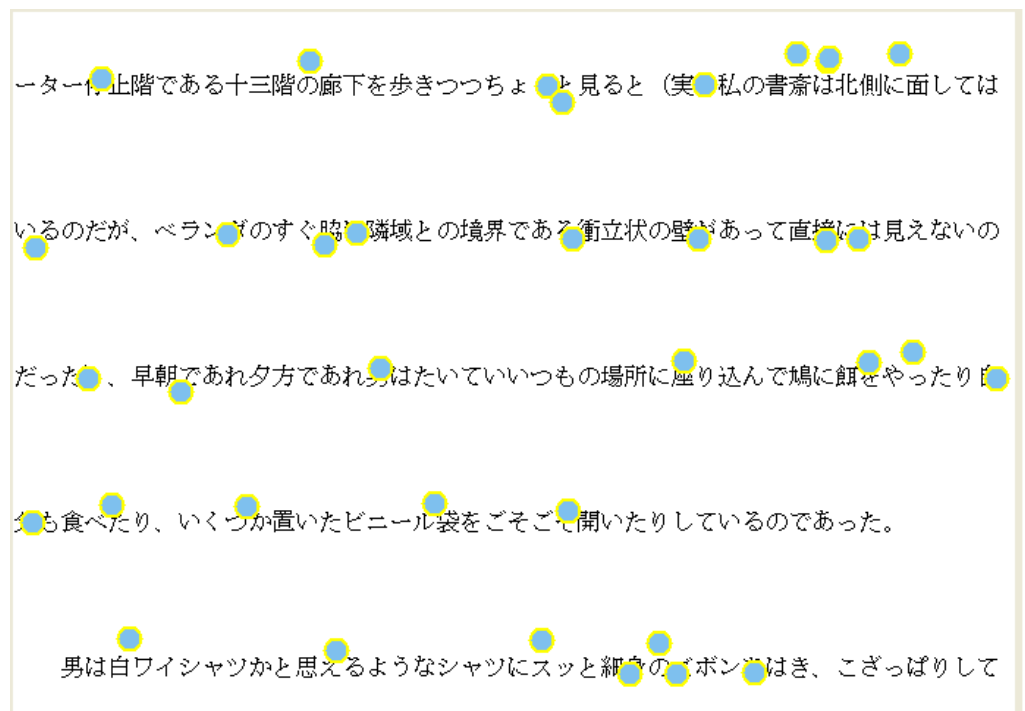 ーター停止階である十三階の廊下を歩きつつちょっと見ると（実は私の書斎は北側に面しては
いるのだが、ベランダのすぐ脇に隣域との境界である衝立状の壁があって直接には見えないの
だった）、早朝であれ夕方であれ男はたいていいつもの場所に座り込んで鳩に餌をやったり自
分も食べたり、いくつか置いたビニール袋をごそごそ開いたりしているのであった。
男は白ワイシャツかと思えるようなシャツにスッと細身のズボンをはき、こざっぱりして